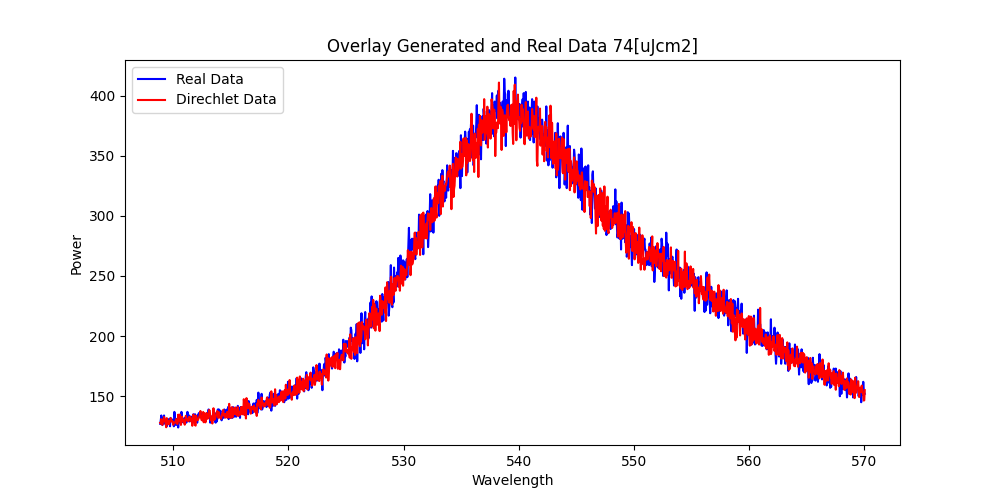 Overlay Generated and Real Data 74[uJcm2]
Real Data
Direchlet Data
400
350
300
250
200
150
Power
510 520 530 540 550 560 570
Wavelength